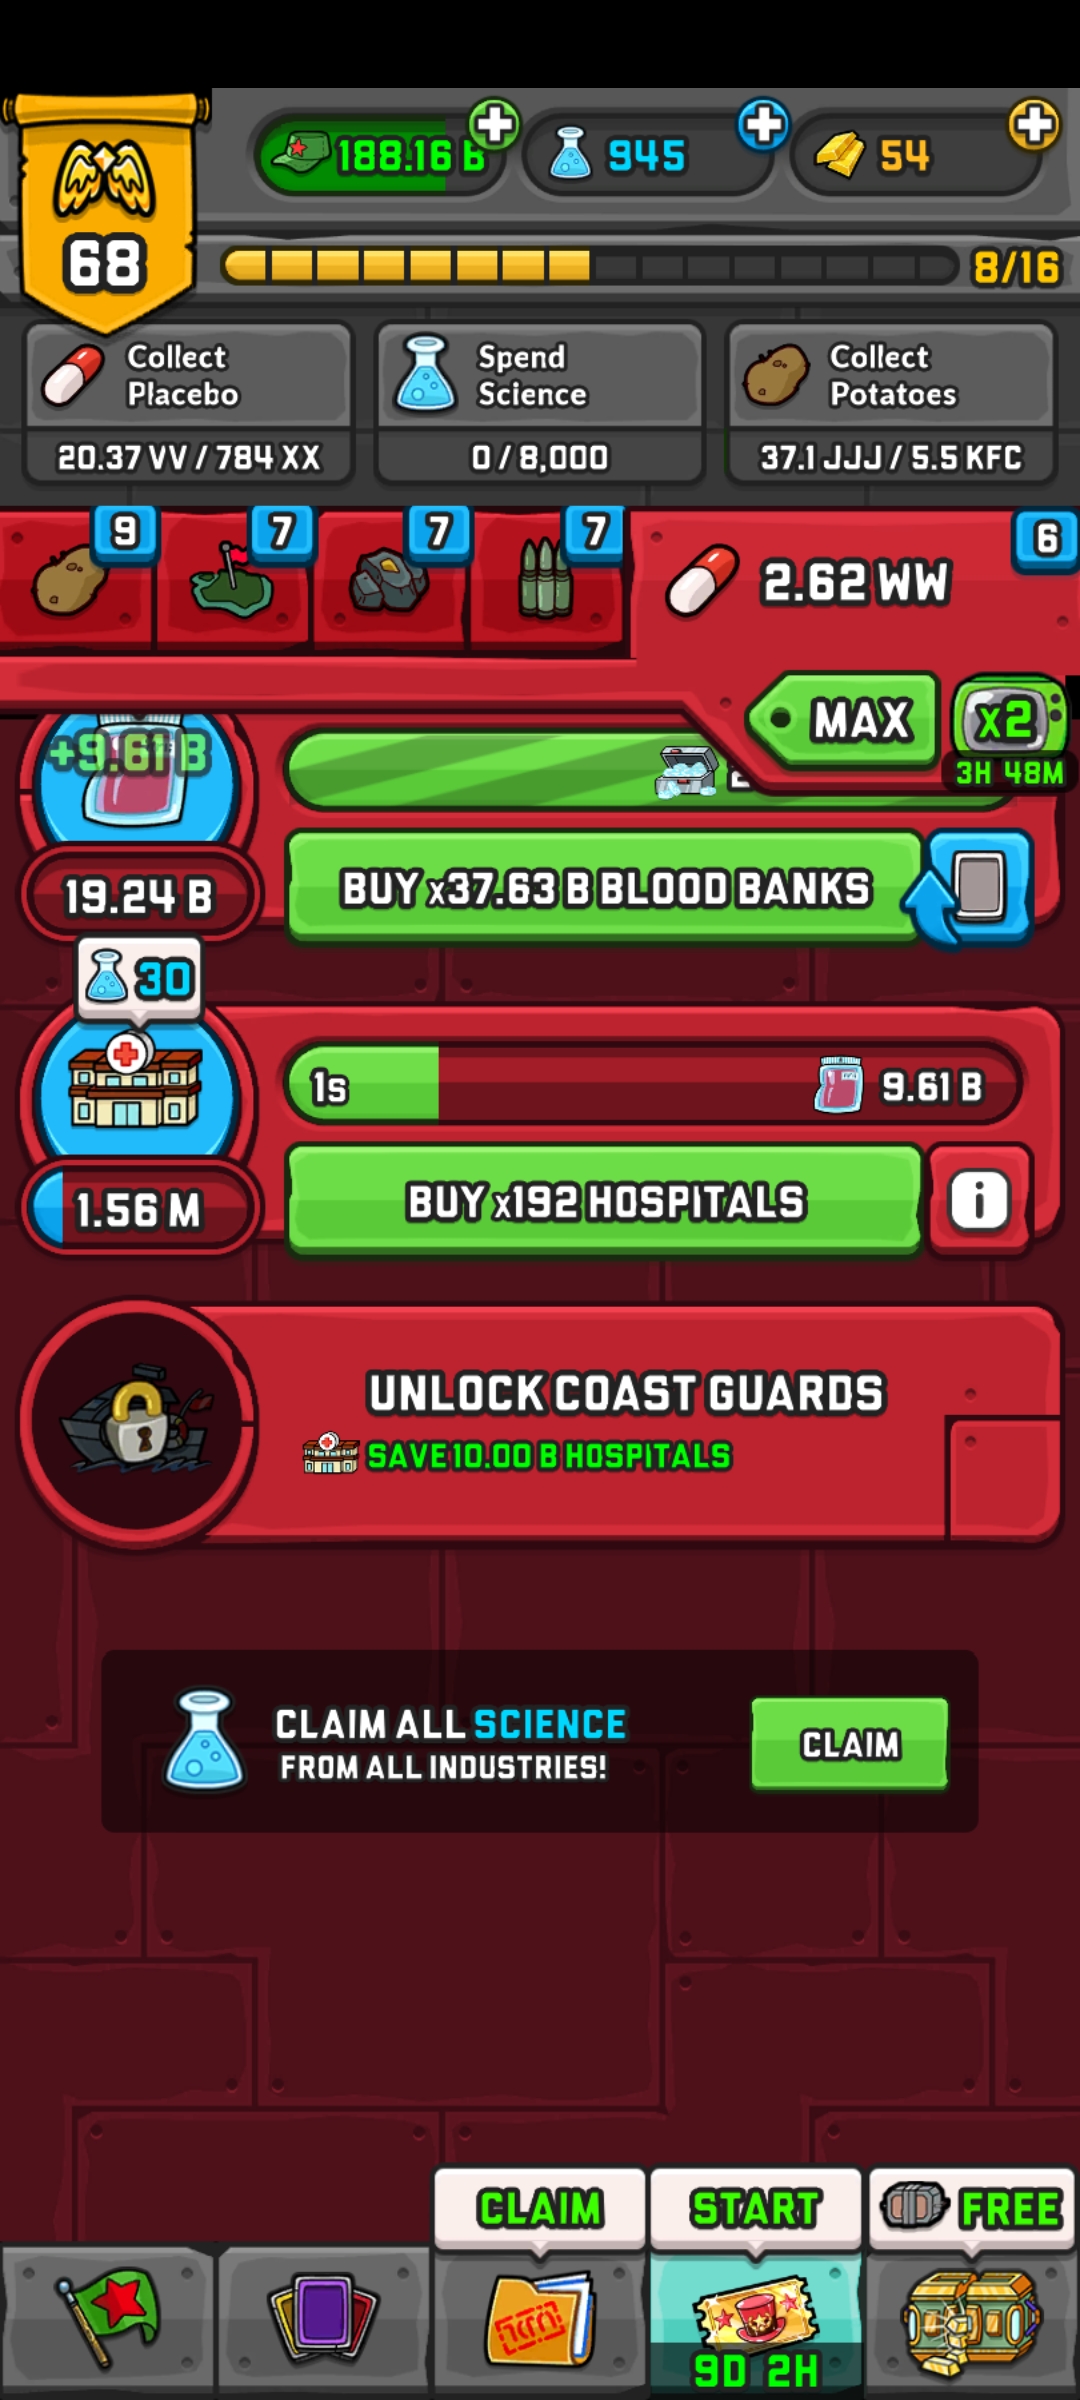 188.16 B
945
54
68
8/16
Collect
Placebo
20.37 VV / 784 XX
Spend
Science
0 / 8,000
Collect
Potatoes
37.1 JJJ / 5.5 KFC
9
7
7
7
6
2.62 WW
MAX
x2
3H 48M
+9.61 B
19.24 B
BUY x37.63 B BLOOD BANKS
30
1s
9.61 B
1.56 M
BUY x192 HOSPITALS
i
UNLOCK COAST GUARDS
SAVE 10.00 B HOSPITALS
CLAIM ALL SCIENCE
FROM ALL INDUSTRIES!
CLAIM
CLAIM
START
FREE
9D 2H